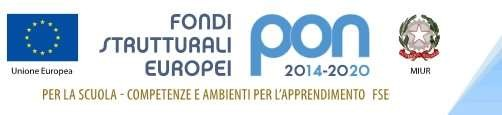 FONDI
STRUTTURALI
EUROPEI
pon
2014-2020
Unione Europea
MIUR
PER LA SCUOLA - COMPETENZE E AMBIENTI PER L'APPRENDIMENTO FSE